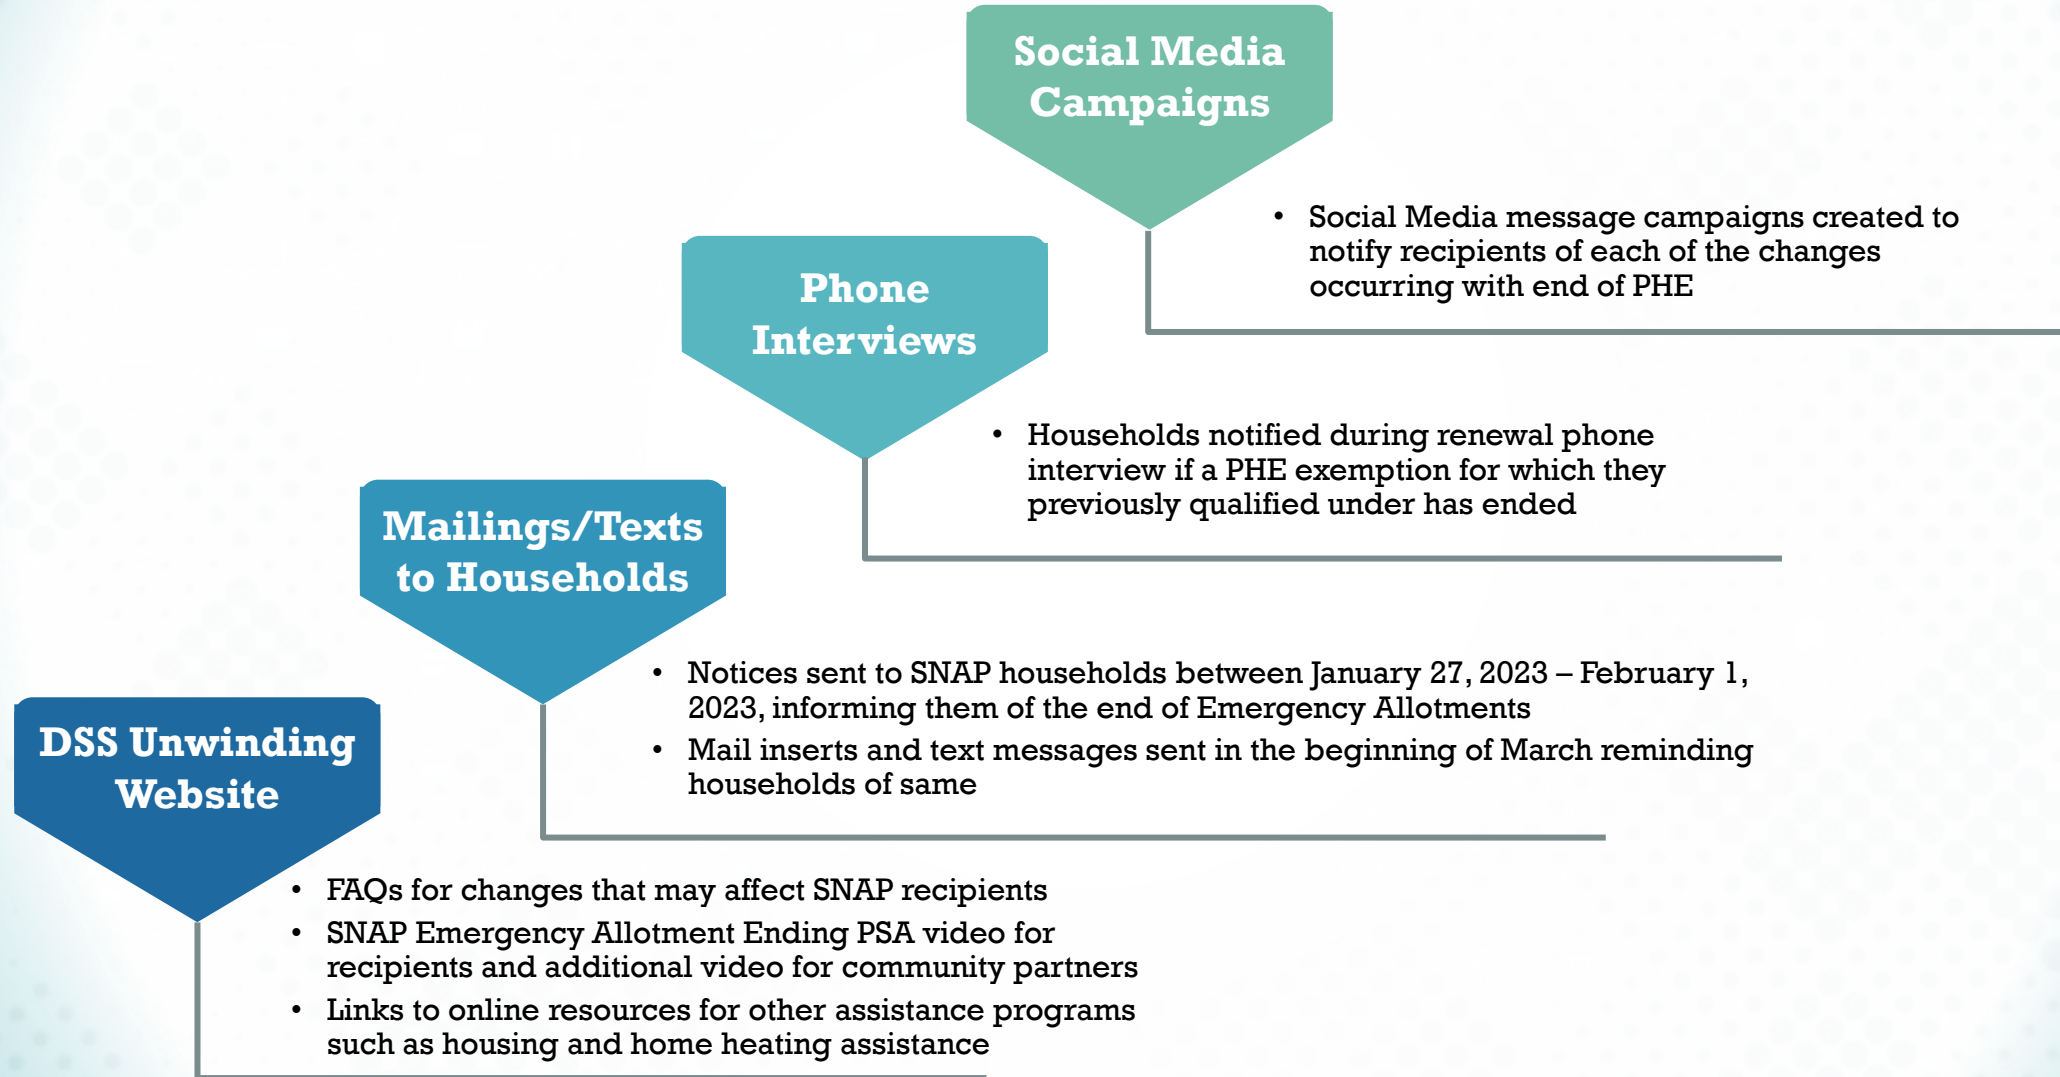 Social Media
Campaigns
• Social Media message campaigns created to
notify recipients of each of the changes
occurring with end of PHE
Phone
Interviews
• Households notified during renewal phone
interview if a PHE exemption for which they
previously qualified under has ended
Mailings/Texts
to Households
• Notices sent to SNAP households between January 27, 2023 – February 1,
2023, informing them of the end of Emergency Allotments
• Mail inserts and text messages sent in the beginning of March reminding
households of same
DSS Unwinding
Website
• FAQs for changes that may affect SNAP recipients
• SNAP Emergency Allotment Ending PSA video for
recipients and additional video for community partners
• Links to online resources for other assistance programs
such as housing and home heating assistance